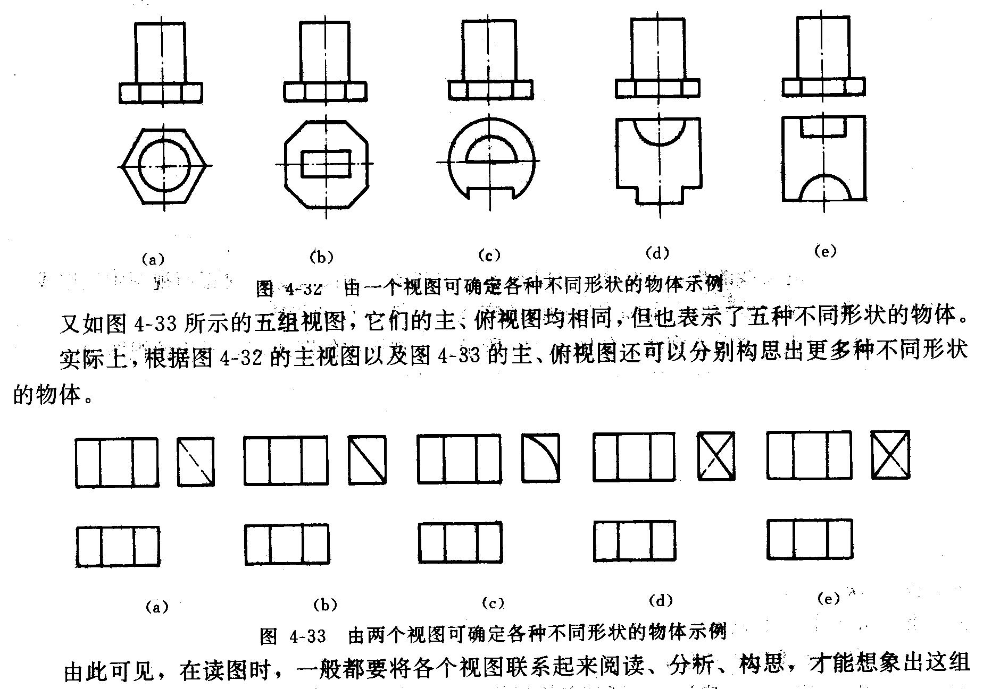 (a) (b) (c) (d) (e)
图 4-32 由一个视图可确定各种不同形状的物体示例
又如图 4-33 所示的五组视图，它们的主、俯视图均相同，但也表示了五种不同形状的物体。
实际上，根据图 4-32 的主视图以及图 4-33 的主、俯视图还可以分别构思出更多种不同形状
的物体。
(a) (b) (c) (d) (e)
图 4-33 由两个视图可确定各种不同形状的物体示例
由此可见，在读图时，一般都要将各个视图联系起来阅读、分析、构思，才能想象出这组